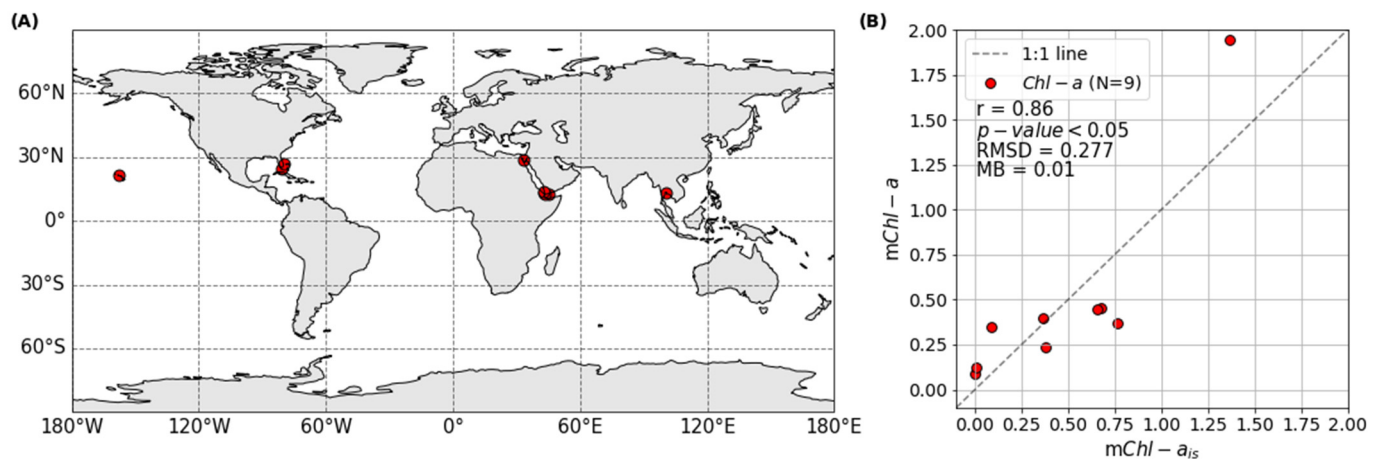 (A)
60°N
30°N
0°
30°S
60°S
180°W 120°W 60°W 0° 60°E 120°E 180°E
(B)
2.00
1.75
1.50
1.25
1.00
0.75
0.50
0.25
0.00
mChl − a
1:1 line
Chl − a (N=9)
r = 0.86
p − value < 0.05
RMSD = 0.277
MB = 0.01
0.00 0.25 0.50 0.75 1.00 1.25 1.50 1.75 2.00
mChl − a_is